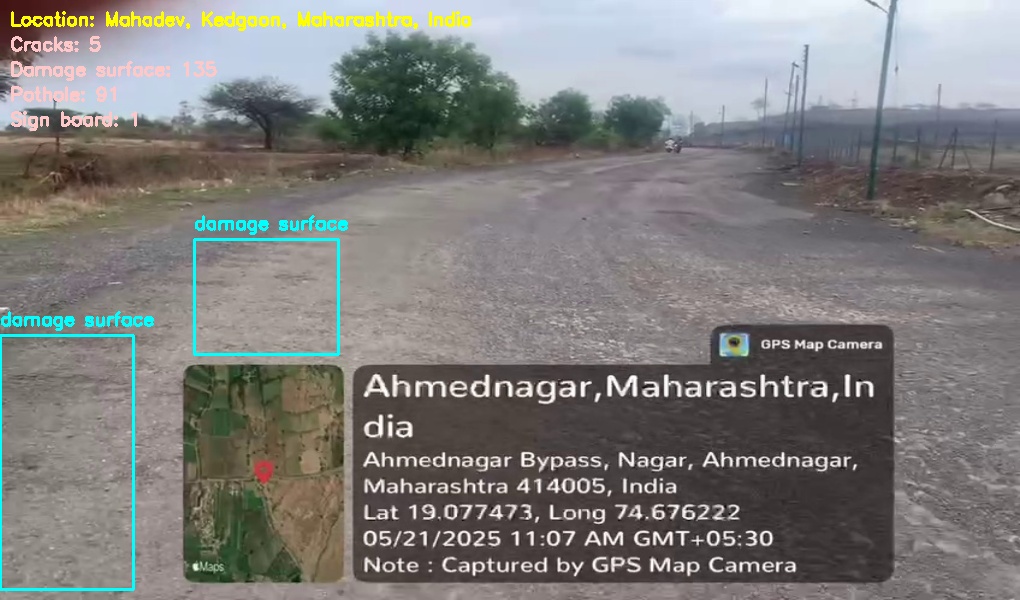 Location: Mahadev, Kedgaon, Maharashtra, India
Cracks: 5
Damage surface: 135
Pothole: 91
Sign board: 1
damage surface
damage surface
GPS Map Camera
Ahmednagar,Maharashtra,In
dia
Ahmednagar Bypass, Nagar, Ahmednagar,
Maharashtra 414005, India
Lat 19.077473, Long 74.676222
05/21/2025 11:07 AM GMT+05:30
Note : Captured by GPS Map Camera
Maps